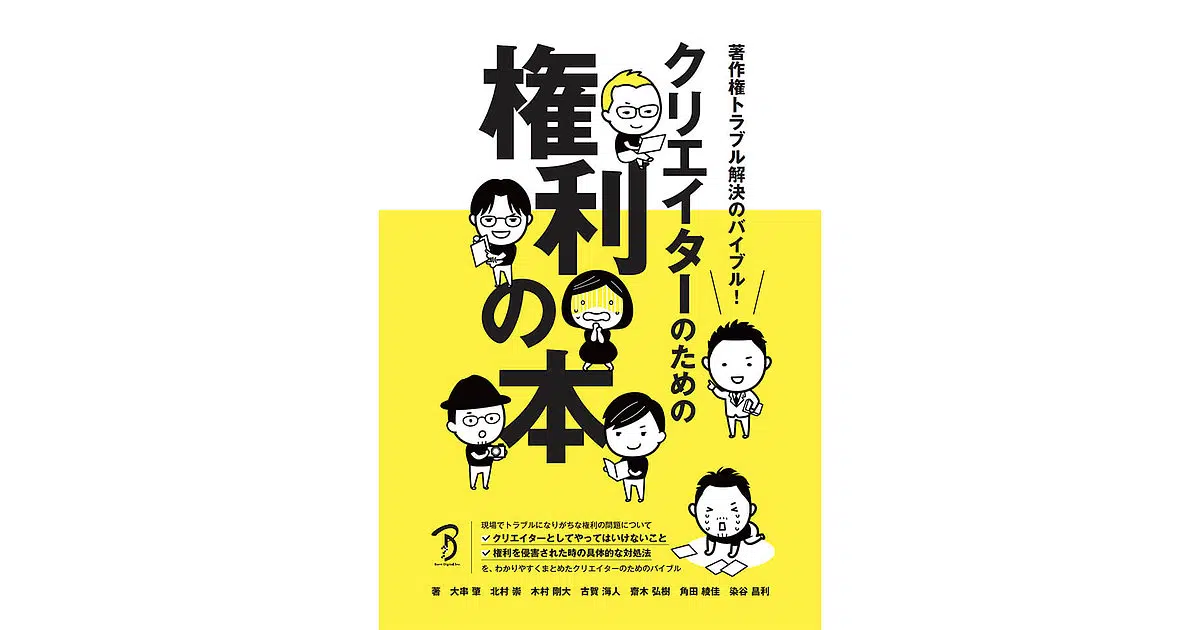 著作権トラブル解決のバイブル！
クリエイターのための
権利の本
現場でトラブルになりがちな権利の問題について
クリエイターとしてやってはいけないこと
権利を侵害された時の具体的な対処法
を、わかりやすくまとめたクリエイターのためのバイブル
Born Digital, Inc.
著 大串 肇 北村 崇 木村 剛大 古賀 海人 齋木 弘樹 角田 綾佳 染谷 昌利